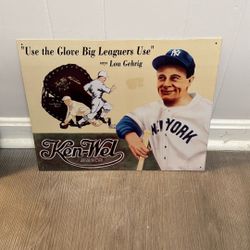 "Use the Glove Big Leaguers Use"
says Lou Gehrig
NY
NEW YORK
Ken-Wel